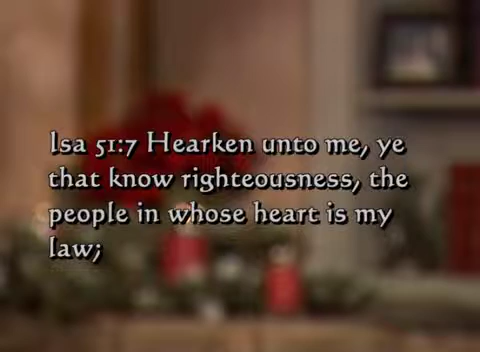 Isa 51:7 Hearken unto me, ye
that know righteousness, the
people in whose heart is my
law;